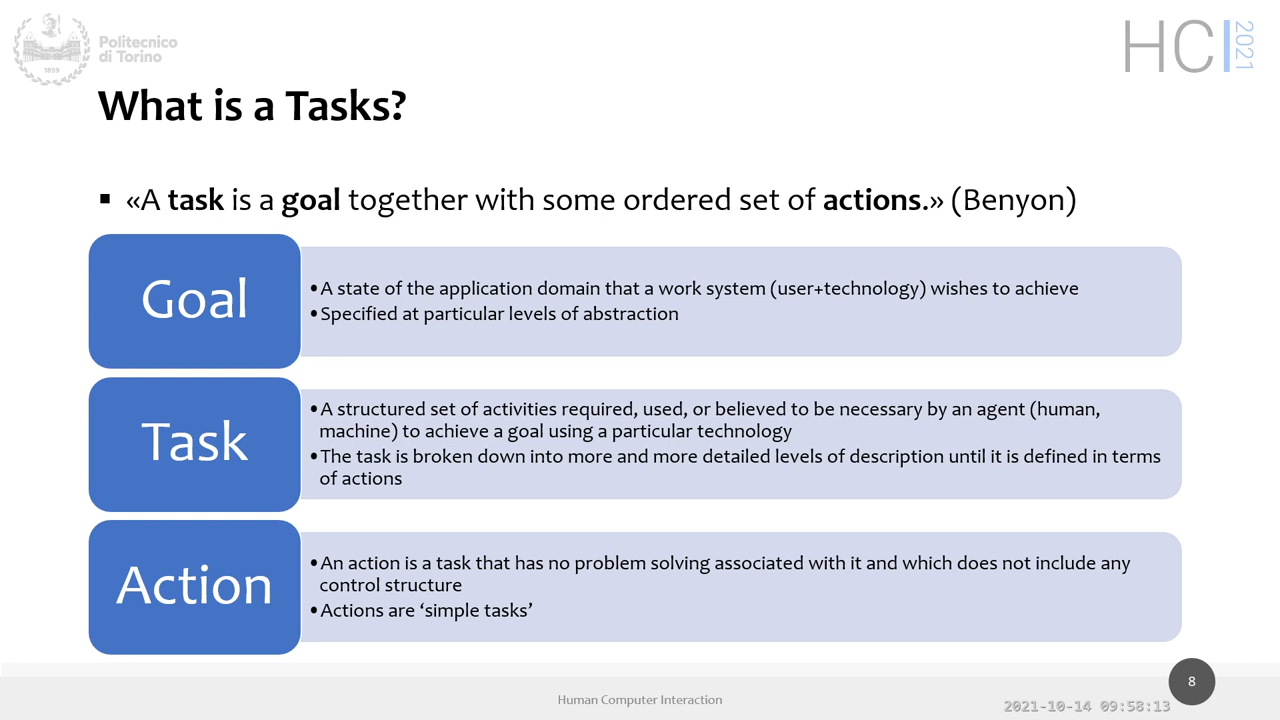 Politecnico
di Torino
1859
HCI 2021
What is a Tasks?
▪ «A task is a goal together with some ordered set of actions.» (Benyon)
Goal
•A state of the application domain that a work system (user+technology) wishes to achieve
•Specified at particular levels of abstraction
Task
•A structured set of activities required, used, or believed to be necessary by an agent (human,
machine) to achieve a goal using a particular technology
•The task is broken down into more and more detailed levels of description until it is defined in terms
of actions
Action
•An action is a task that has no problem solving associated with it and which does not include any
control structure
•Actions are ‘simple tasks’
Human Computer Interaction
8
2021-10-14 09:58:13